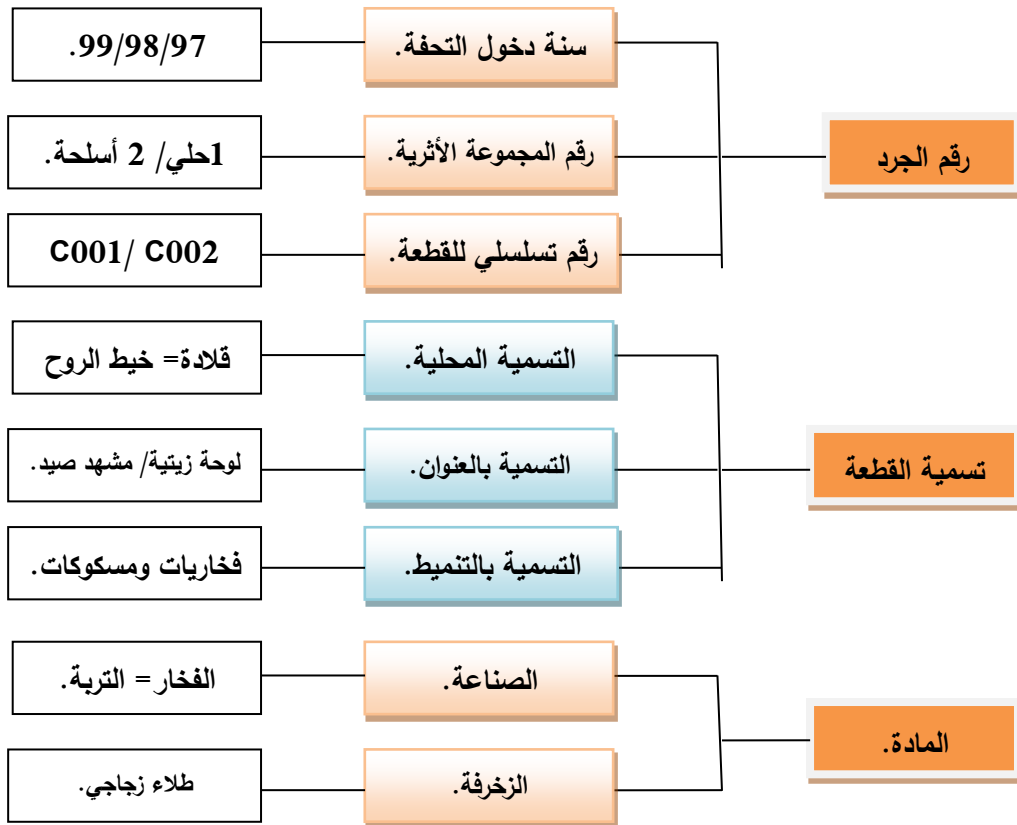 رقم الجرد
سنة دخول التحفة.
99/98/97.
رقم المجموعة الأثرية.
1حلي/ 2 أسلحة.
رقم تسلسلي للقطعة.
C001/ C002
تسمية القطعة
التسمية المحلية.
قلادة= خيط الروح
التسمية بالعنوان.
لوحة زيتية/ مشهد صيد.
التسمية بالتنميط.
فخاريات ومسكوكات.
المادة.
الصناعة.
الفخار= التربة.
الزخرفة.
طلاء زجاجي.